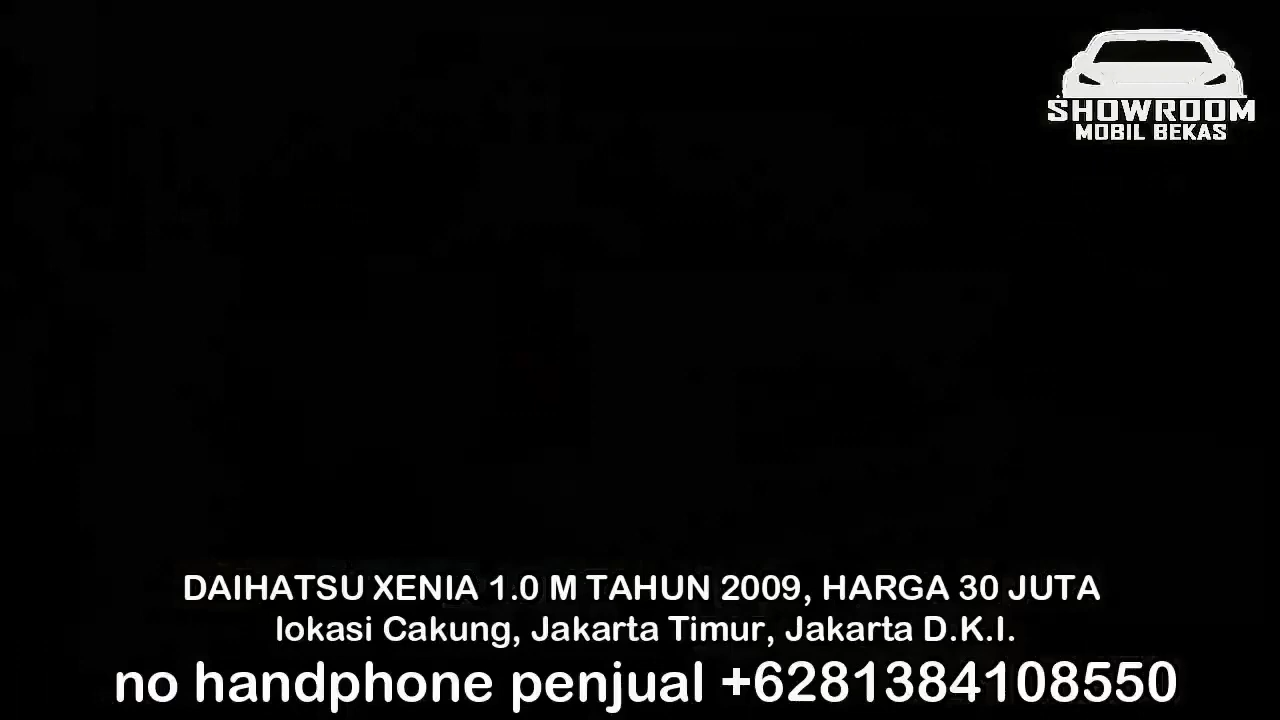 SHOWROOM
MOBIL BEKAS
DAIHATSU XENIA 1.0 M TAHUN 2009, HARGA 30 JUTA
lokasi Cakung, Jakarta Timur, Jakarta D.K.I.
no handphone penjual +6281384108550